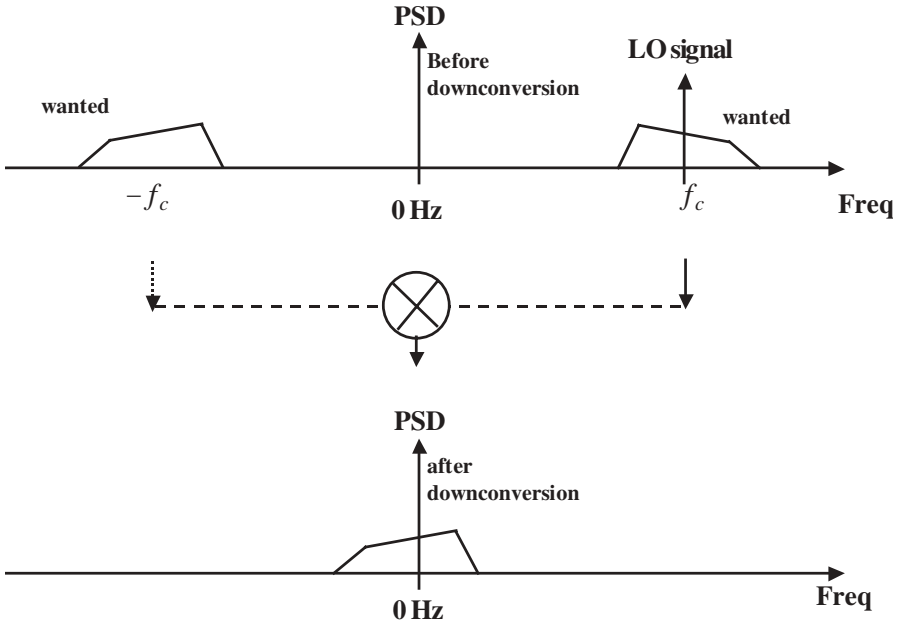 PSD
Before
downconversion
LO signal
wanted
wanted
−f_c
0 Hz
f_c
Freq
PSD
after
downconversion
0 Hz
Freq